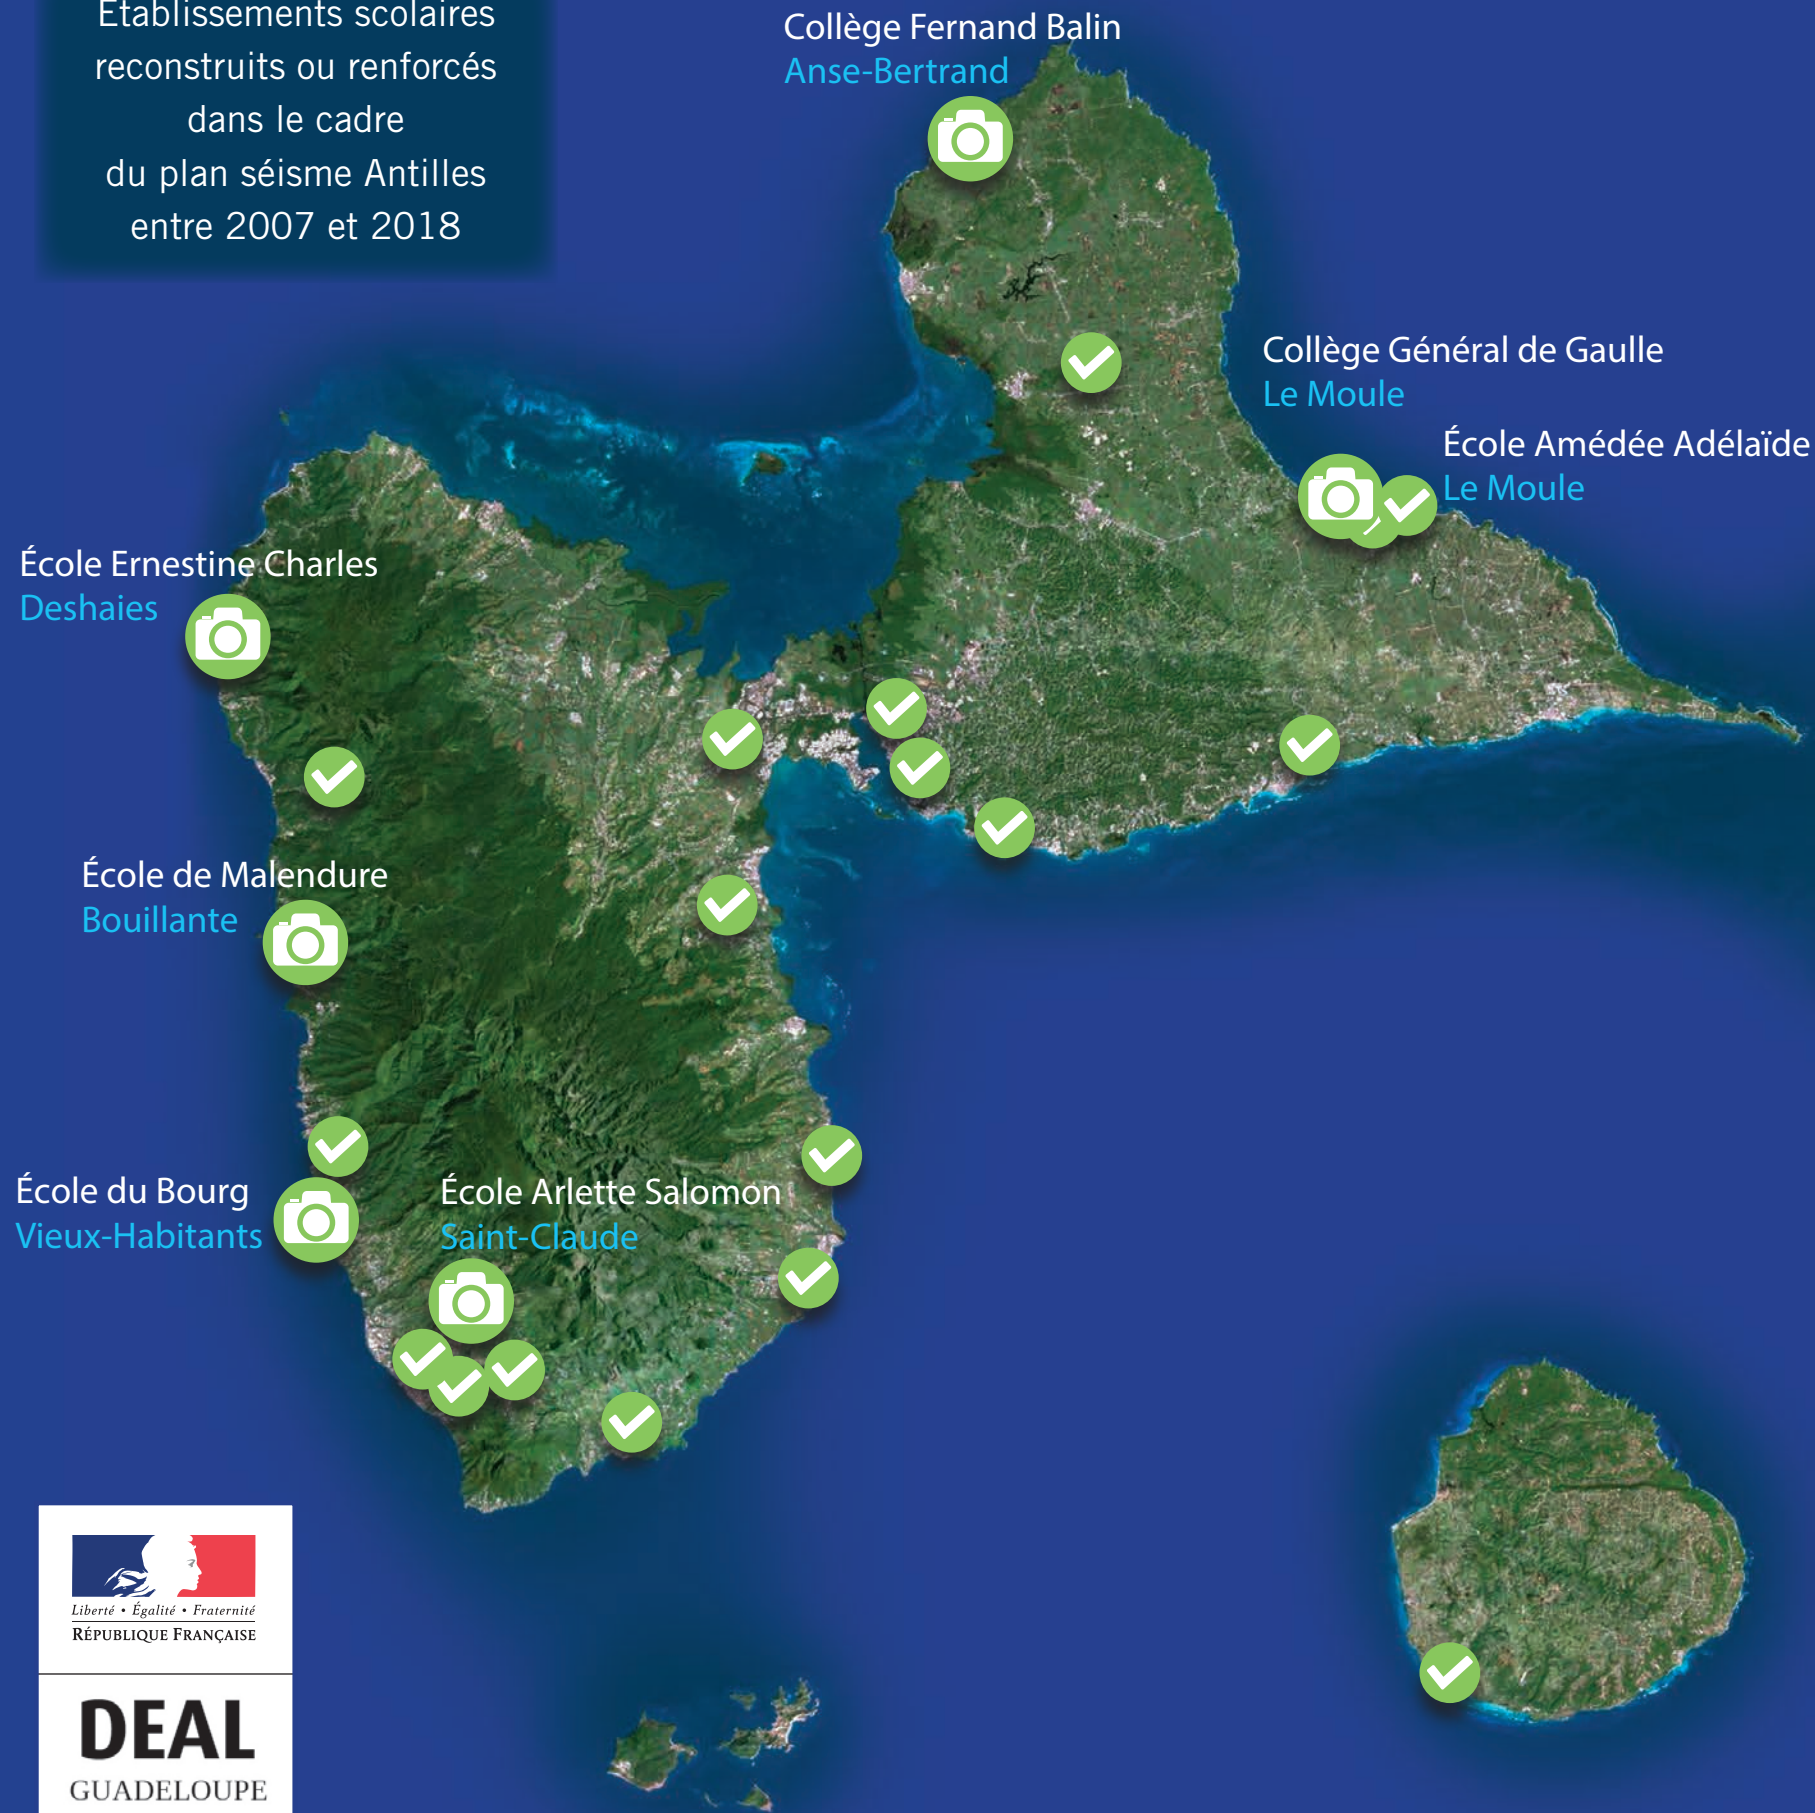 Etablissements scolaires
reconstruits ou renforcés
dans le cadre
du plan séisme Antilles
entre 2007 et 2018
Collège Fernand Balin
Anse-Bertrand
Collège Général de Gaulle
Le Moule
École Amédée Adélaïde
Le Moule
École Ernestine Charles
Deshaies
École de Malendure
Bouillante
École du Bourg
Vieux-Habitants
École Arlette Salomon
Saint-Claude
Liberté • Égalité • Fraternité
RÉPUBLIQUE FRANÇAISE
DEAL
GUADELOUPE